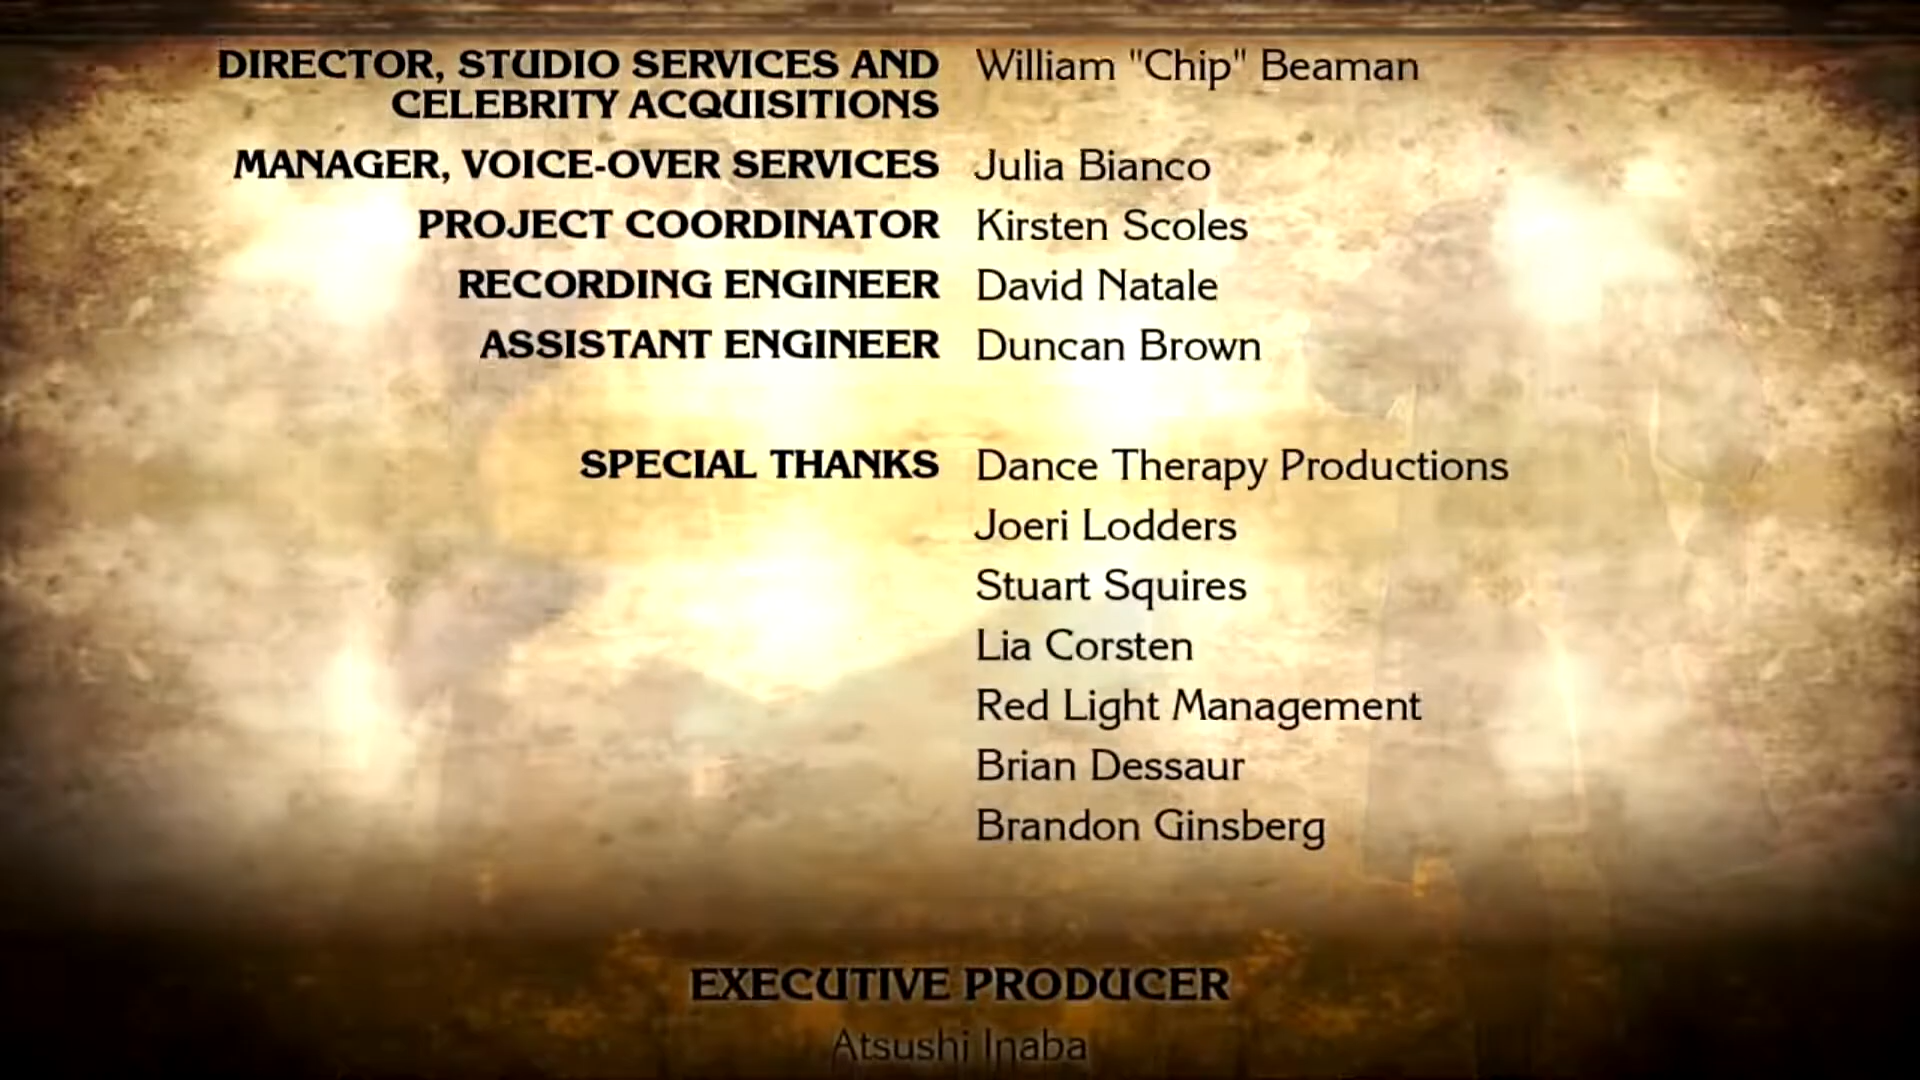 DIRECTOR, STUDIO SERVICES AND William "Chip" Beaman
CELEBRITY ACQUISITIONS
MANAGER, VOICE-OVER SERVICES Julia Bianco
PROJECT COORDINATOR Kirsten Scoles
RECORDING ENGINEER David Natale
ASSISTANT ENGINEER Duncan Brown
SPECIAL THANKS Dance Therapy Productions
Joeri Lodders
Stuart Squires
Lia Corsten
Red Light Management
Brian Dessaur
Brandon Ginsberg
EXECUTIVE PRODUCER
Atsushi Inaba